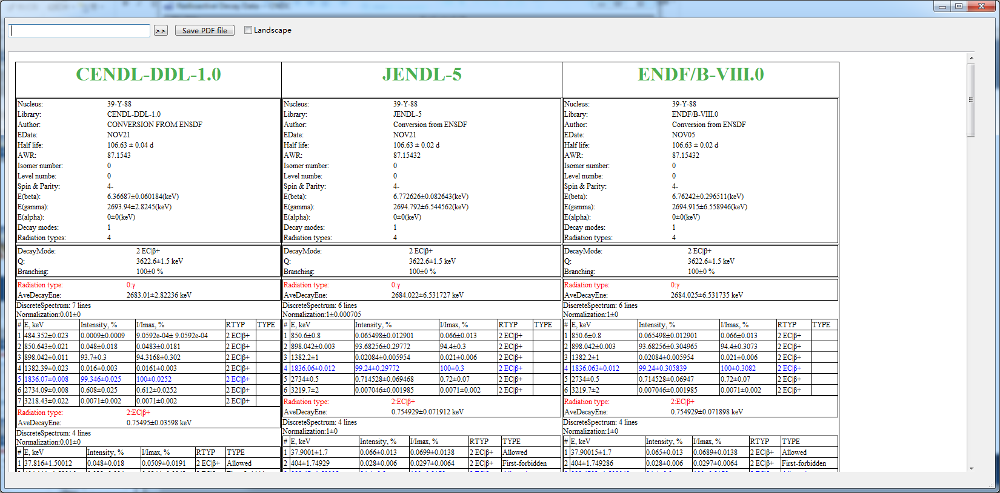 >> Save PDF file Landscape
CENDL-DDL-1.0 JENDL-5 ENDF/B-VIII.0
Nucleus: 39-Y-88 Nucleus: 39-Y-88 Nucleus: 39-Y-88
Library: CENDL-DDL-1.0 Library: JENDL-5 Library: ENDF/B-VIII.0
Author: CONVERSION FROM ENSDF Author: Conversion from ENSDF Author: Conversion from ENSDF
EDate: NOV21 EDate: NOV21 EDate: NOV05
Half life: 106.63 ± 0.04 d Half life: 106.63 ± 0.02 d Half life: 106.63 ± 0.02 d
AWR: 87.1543 AWR: 87.15432 AWR: 87.15432
Isomer number: 0 Isomer number: 0 Isomer number: 0
Level numbe: 0 Level numbe: 0 Level numbe: 0
Spin & Parity: 4- Spin & Parity: 4- Spin & Parity: 4-
E(beta): 6.36687±0.060184(keV) E(beta): 6.772626±0.082643(keV) E(beta): 6.76242±0.296511(keV)
E(gamma): 2693.94±2.8245(keV) E(gamma): 2694.792±6.544562(keV) E(gamma): 2694.915±6.558946(keV)
E(alpha): 0±0(keV) E(alpha): 0±0(keV) E(alpha): 0±0(keV)
Decay modes: 1 Decay modes: 1 Decay modes: 1
Radiation types: 4 Radiation types: 4 Radiation types: 4
DecayMode: 2 EC|β+ DecayMode: 2 EC|β+ DecayMode: 2 EC|β+
Q: 3622.6±1.5 keV Q: 3622.6±1.5 keV Q: 3622.6±1.5 keV
Branching: 100±0 % Branching: 100±0 % Branching: 100±0 %
Radiation type: 0:γ Radiation type: 0:γ Radiation type: 0:γ
AveDecayEne: 2683.01±2.82236 keV AveDecayEne: 2684.022±6.531727 keV AveDecayEne: 2684.025±6.531735 keV
DiscreteSpectrum: 7 lines DiscreteSpectrum: 6 lines DiscreteSpectrum: 6 lines
Normalization:0.01±0 Normalization:1±0.000705 Normalization:1±0
# E, keV Intensity, % I/Imax, % RTYP TYPE # E, keV Intensity, % I/Imax, % RTYP TYPE # E, keV Intensity, % I/Imax, % RTYP TYPE
1 484.352±0.023 0.0009±0.0009 9.0592e-04± 9.0592e-04 2 EC|β+ 1 850.6±0.8 0.065498±0.012901 0.066±0.013 2 EC|β+ 1 850.6±0.8 0.065498±0.012901 0.066±0.013 2 EC|β+
2 850.643±0.021 0.048±0.018 0.0483±0.0181 2 EC|β+ 2 898.042±0.003 93.68256±0.29772 94.4±0.3 2 EC|β+ 2 898.042±0.003 93.68256±0.304965 94.4±0.3073 2 EC|β+
3 898.042±0.011 93.7±0.3 94.3168±0.302 2 EC|β+ 3 1382.2±1 0.02084±0.005954 0.021±0.006 2 EC|β+ 3 1382.2±1 0.02084±0.005954 0.021±0.006 2 EC|β+
4 1382.39±0.023 0.016±0.003 0.0161±0.003 2 EC|β+ 4 1836.06±0.012 99.24±0.29772 100±0.3 2 EC|β+ 4 1836.063±0.012 99.24±0.305839 100±0.3082 2 EC|β+
5 1836.07±0.008 99.346±0.025 100±0.0252 2 EC|β+ 5 2734±0.5 0.714528±0.069468 0.72±0.07 2 EC|β+ 5 2734±0.5 0.714528±0.06947 0.72±0.07 2 EC|β+
6 2734.09±0.008 0.608±0.025 0.612±0.0252 2 EC|β+ 6 3219.7±2 0.007046±0.001985 0.0071±0.002 2 EC|β+ 6 3219.7±2 0.007046±0.001985 0.0071±0.002 2 EC|β+
7 3218.43±0.022 0.0071±0.002 0.0071±0.002 2 EC|β+ Radiation type: 2:EC|β+ Radiation type: 2:EC|β+
Radiation type: 2:EC|β+ AveDecayEne: 0.754929±0.071912 keV AveDecayEne: 0.754929±0.071898 keV
AveDecayEne: 0.75495±0.03598 keV DiscreteSpectrum: 4 lines DiscreteSpectrum: 4 lines
DiscreteSpectrum: 4 lines Normalization:1±0 Normalization:1±0
Normalization:0.01±0 # E, keV Intensity, % I/Imax, % RTYP TYPE # E, keV Intensity, % I/Imax, % RTYP TYPE
# E, keV Intensity, % I/Imax, % RTYP TYPE 1 37.9001±1.7 0.066±0.013 0.0699±0.0138 2 EC|β+ Allowed 1 37.90015±1.7 0.065±0.013 0.0689±0.0138 2 EC|β+ Allowed
1 37.816±1.50012 0.048±0.018 0.0509±0.0191 2 EC|β+ Allowed 2 404±1.74929 0.028±0.006 0.0297±0.0064 2 EC|β+ First-forbidden 2 404±1.749286 0.028±0.006 0.0297±0.0064 2 EC|β+ First-forbidden